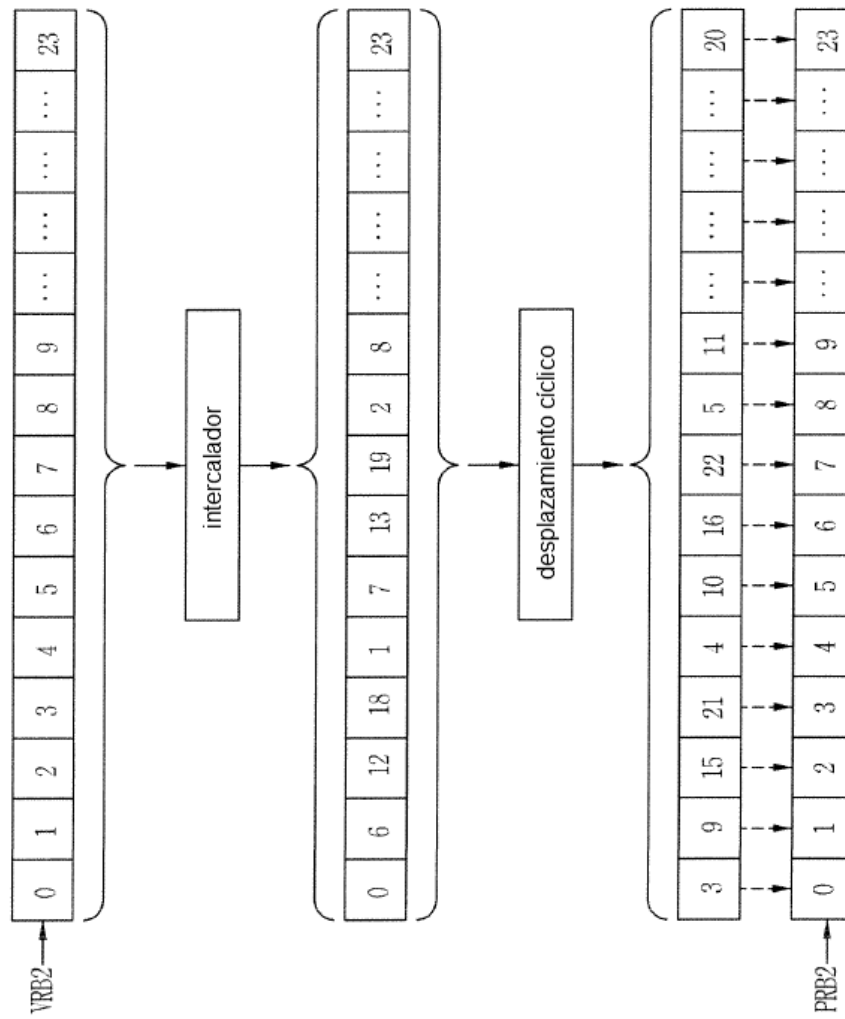 VRB2 0 1 2 3 4 5 6 7 8 9 ... ... ... ... 23
intercalador
0 6 12 18 1 7 13 19 2 8 ... ... ... ... 23
desplazamiento cíclico
3 9 15 21 4 10 16 22 5 11 ... ... ... ... 20
PRB2 0 1 2 3 4 5 6 7 8 9 ... ... ... ... 23